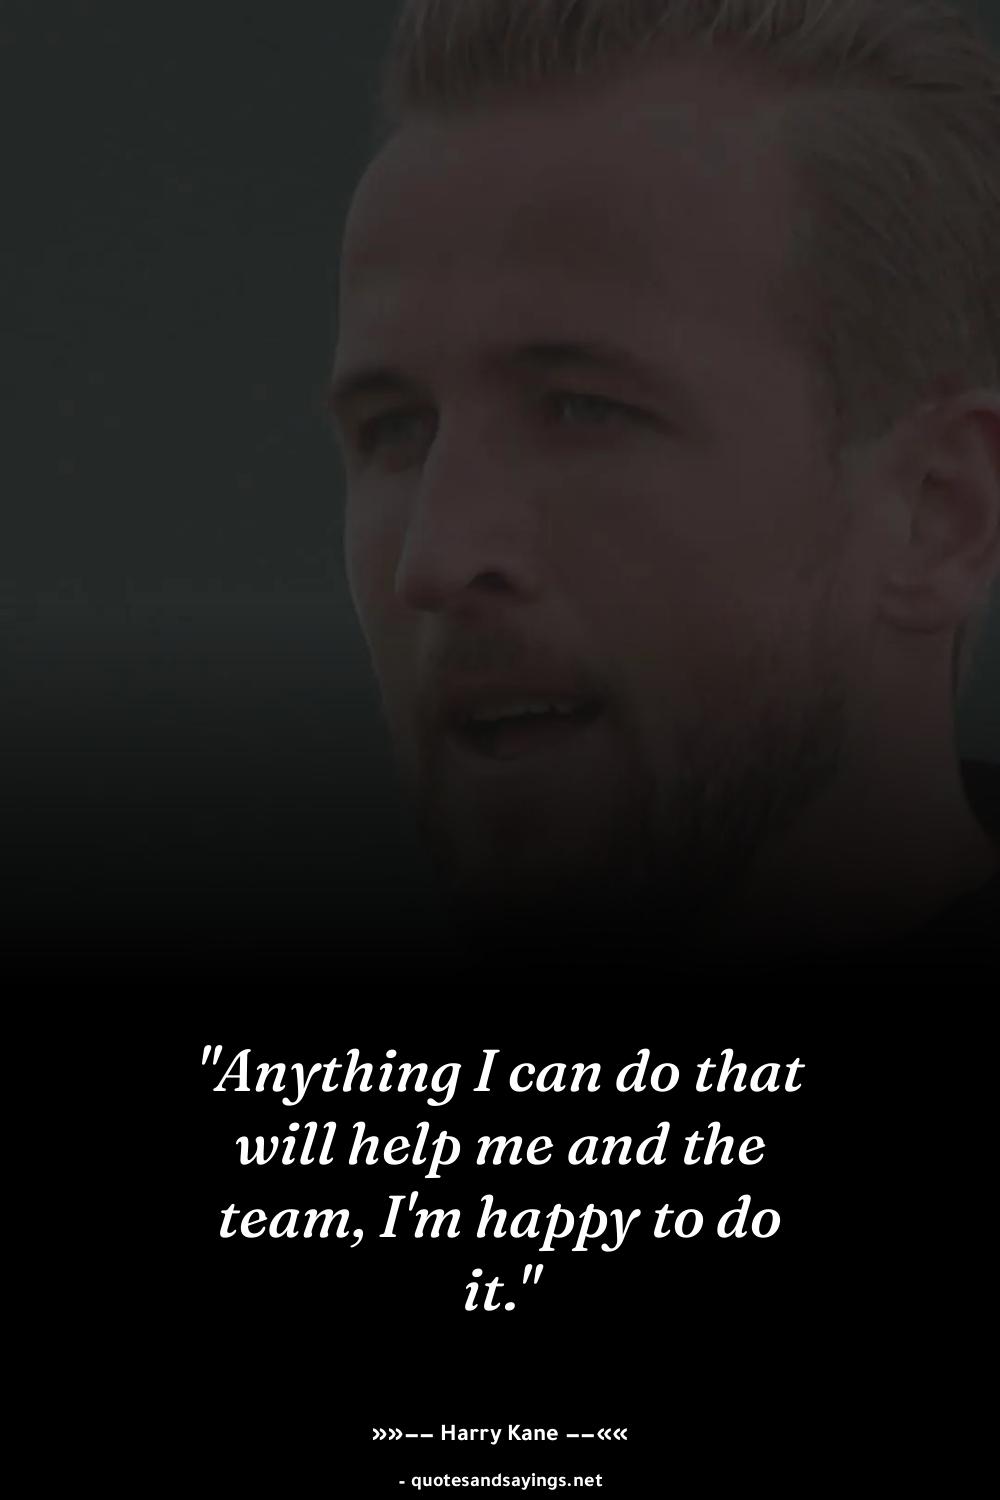 "Anything I can do that
will help me and the
team, I'm happy to do
it."
»»−− Harry Kane −−««
- quotesandsayings.net